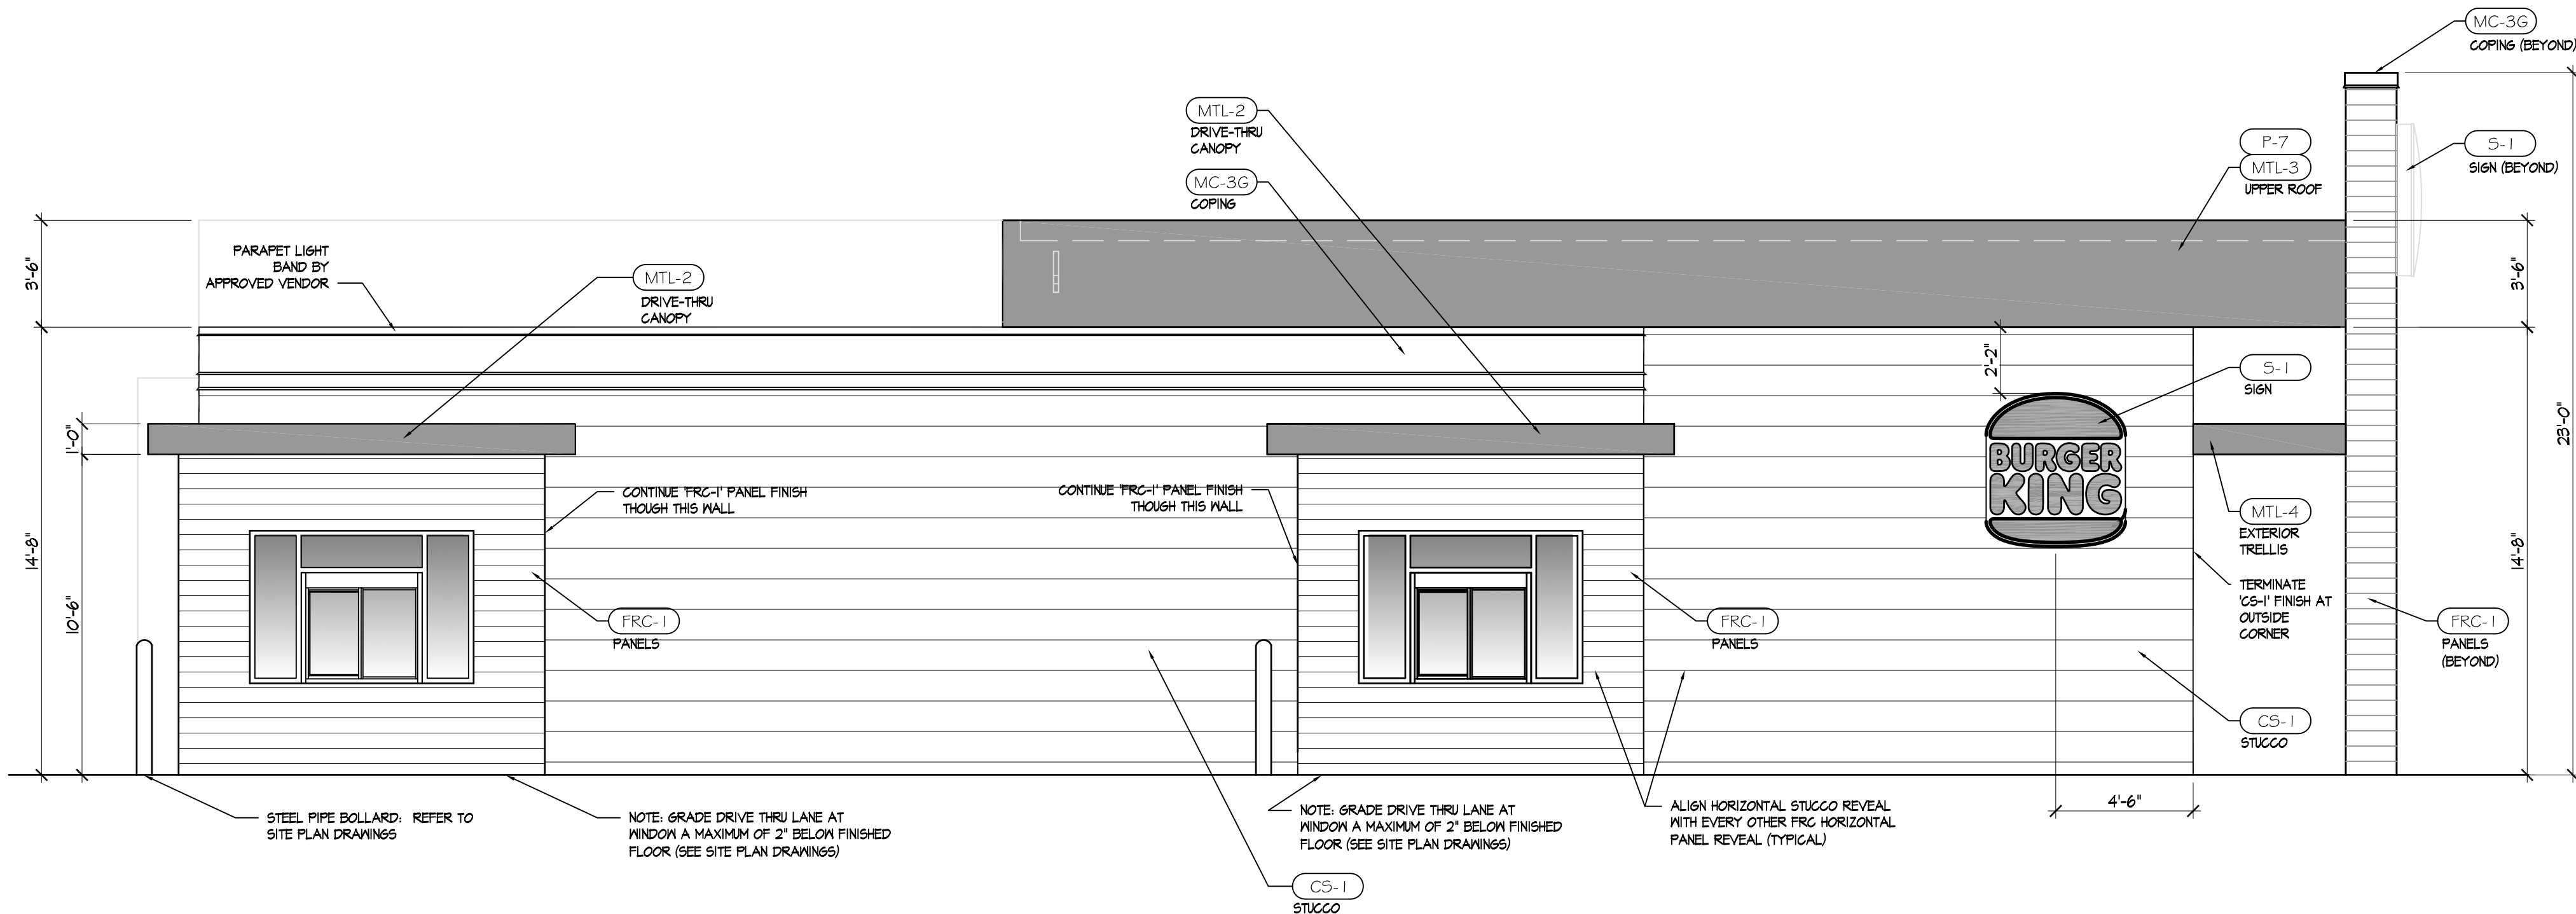 MC-3G
COPING (BEYOND)
MTL-2
DRIVE-THRU
CANOPY
MC-3G
COPING
P-7
MTL-3
UPPER ROOF
S-1
SIGN (BEYOND)
PARAPET LIGHT
BAND BY
APPROVED VENDOR
MTL-2
DRIVE-THRU
CANOPY
3'-6"
14'-8"
1'-0"
10'-6"
2'-2"
S-1
SIGN
BURGER
KING
3'-6"
14'-8"
23'-0"
CONTINUE 'FRC-1' PANEL FINISH
THOUGH THIS WALL
CONTINUE 'FRC-1' PANEL FINISH
THOUGH THIS WALL
MTL-4
EXTERIOR
TRELLIS
TERMINATE
'CS-1' FINISH AT
OUTSIDE
CORNER
FRC-1
PANELS
FRC-1
PANELS
FRC-1
PANELS
(BEYOND)
CS-1
STUCCO
4'-6"
STEEL PIPE BOLLARD: REFER TO
SITE PLAN DRAWINGS
NOTE: GRADE DRIVE THRU LANE AT
WINDOW A MAXIMUM OF 2" BELOW FINISHED
FLOOR (SEE SITE PLAN DRAWINGS)
NOTE: GRADE DRIVE THRU LANE AT
WINDOW A MAXIMUM OF 2" BELOW FINISHED
FLOOR (SEE SITE PLAN DRAWINGS)
ALIGN HORIZONTAL STUCCO REVEAL
WITH EVERY OTHER FRC HORIZONTAL
PANEL REVEAL (TYPICAL)
CS-1
STUCCO